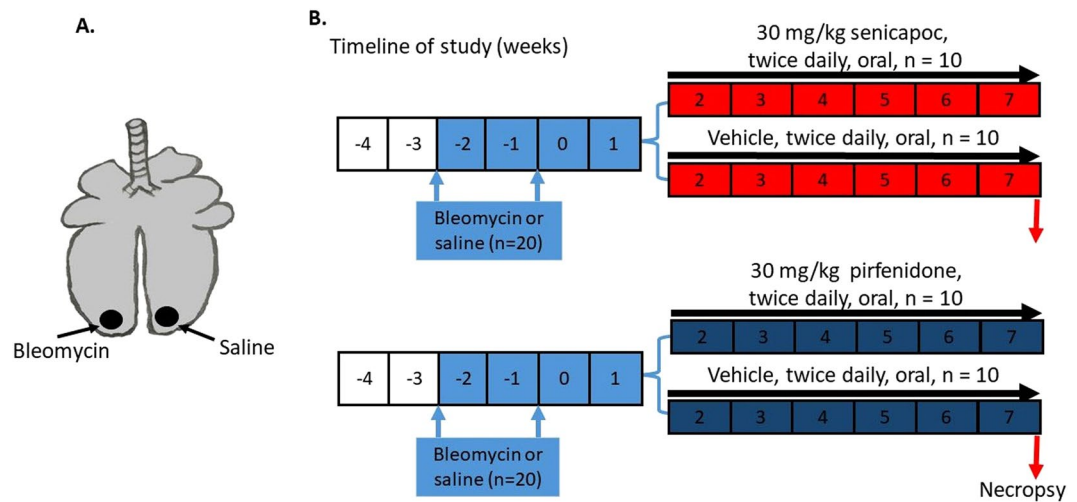 A.
Bleomycin
Saline
B.
Timeline of study (weeks)
-4 -3 -2 -1 0 1
Bleomycin or
saline (n=20)
30 mg/kg senicapoc,
twice daily, oral, n = 10
2 3 4 5 6 7
Vehicle, twice daily, oral, n = 10
2 3 4 5 6 7
-4 -3 -2 -1 0 1
Bleomycin or
saline (n=20)
30 mg/kg pirfenidone,
twice daily, oral, n = 10
2 3 4 5 6 7
Vehicle, twice daily, oral, n = 10
2 3 4 5 6 7
Necropsy